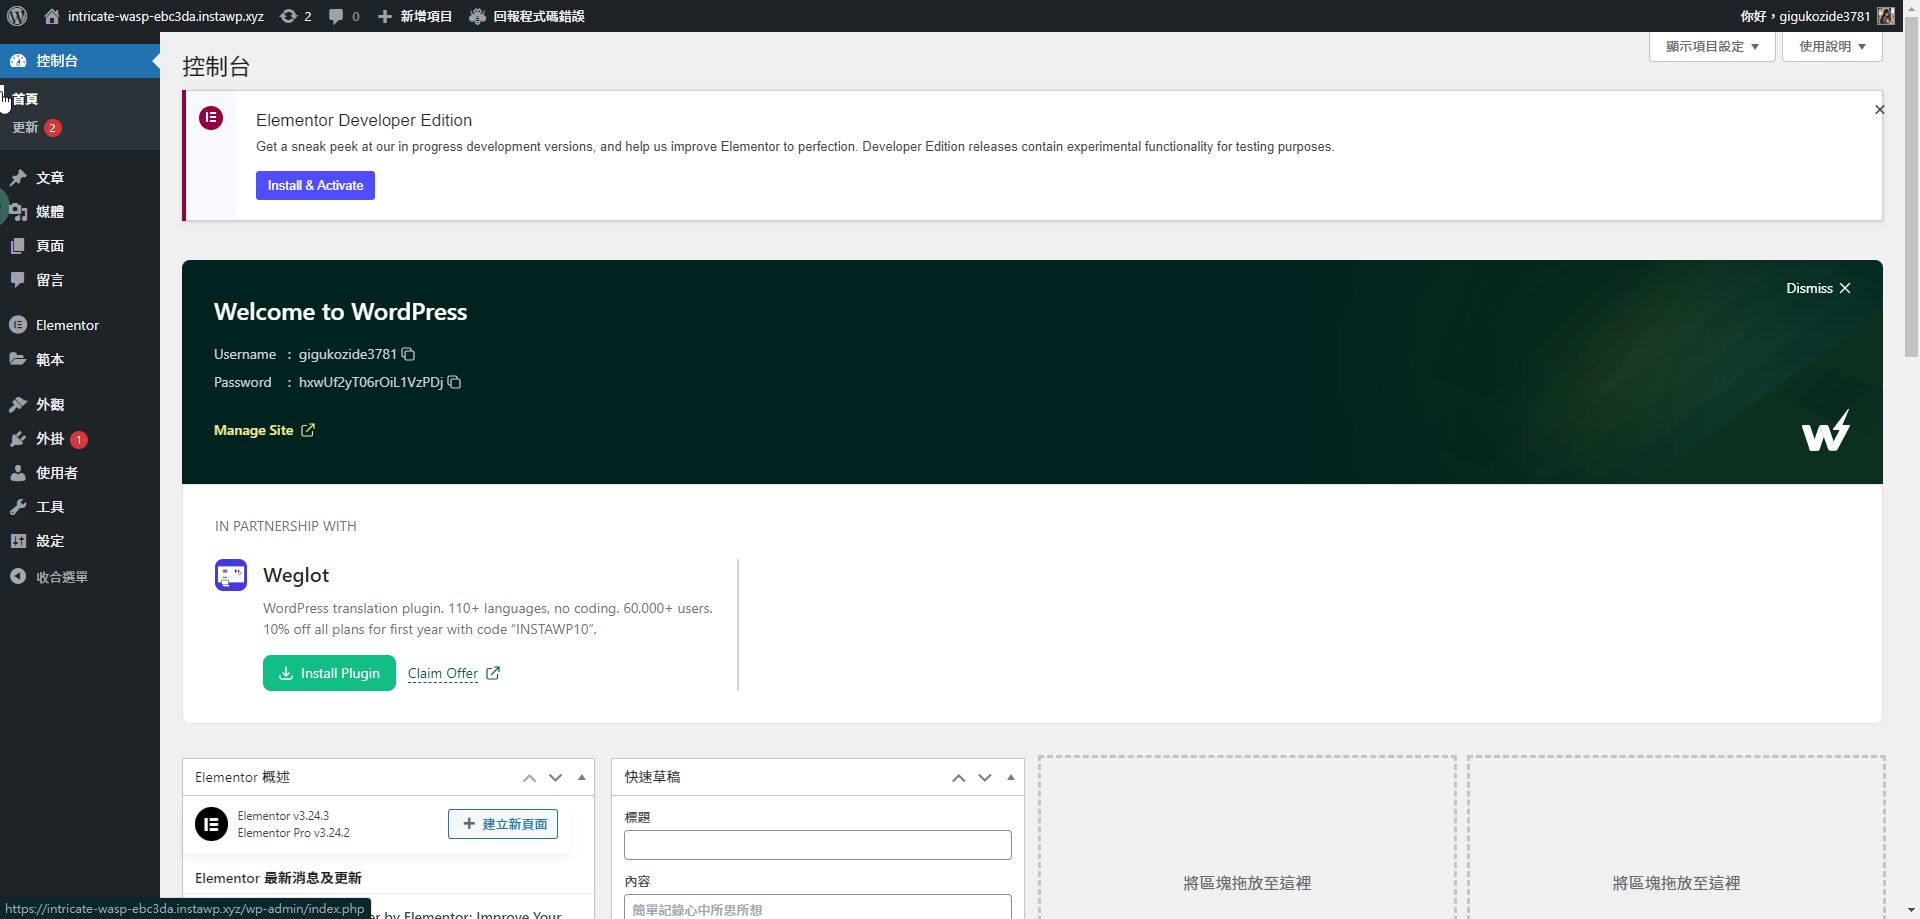 intricate-wasp-ebc3da.instawp.xyz 2 0 新增項目 回報程式碼錯誤 你好，gigukozide3781
控制台
首頁
更新 2
文章
媒體
頁面
留言
Elementor
範本
外觀
外掛 1
使用者
工具
設定
收合選單
顯示項目設定 使用說明
控制台
Elementor Developer Edition
Get a sneak peek at our in progress development versions, and help us improve Elementor to perfection. Developer Edition releases contain experimental functionality for testing purposes.
Install & Activate
Dismiss
Welcome to WordPress
Username : gigukozide3781
Password : hxwUf2yT06rOiL1VzPDj
Manage Site
IN PARTNERSHIP WITH
Weglot
WordPress translation plugin. 110+ languages, no coding. 60,000+ users.
10% off all plans for first year with code “INSTAWP10”.
Install Plugin Claim Offer
Elementor 概述
Elementor v3.24.3
Elementor Pro v3.24.2
建立新頁面
Elementor 最新消息及更新
er by Elementor: Improve Your
快速草稿
標題
內容
簡單記錄心中所思所想
將區塊拖放至這裡
將區塊拖放至這裡
https://intricate-wasp-ebc3da.instawp.xyz/wp-admin/index.php